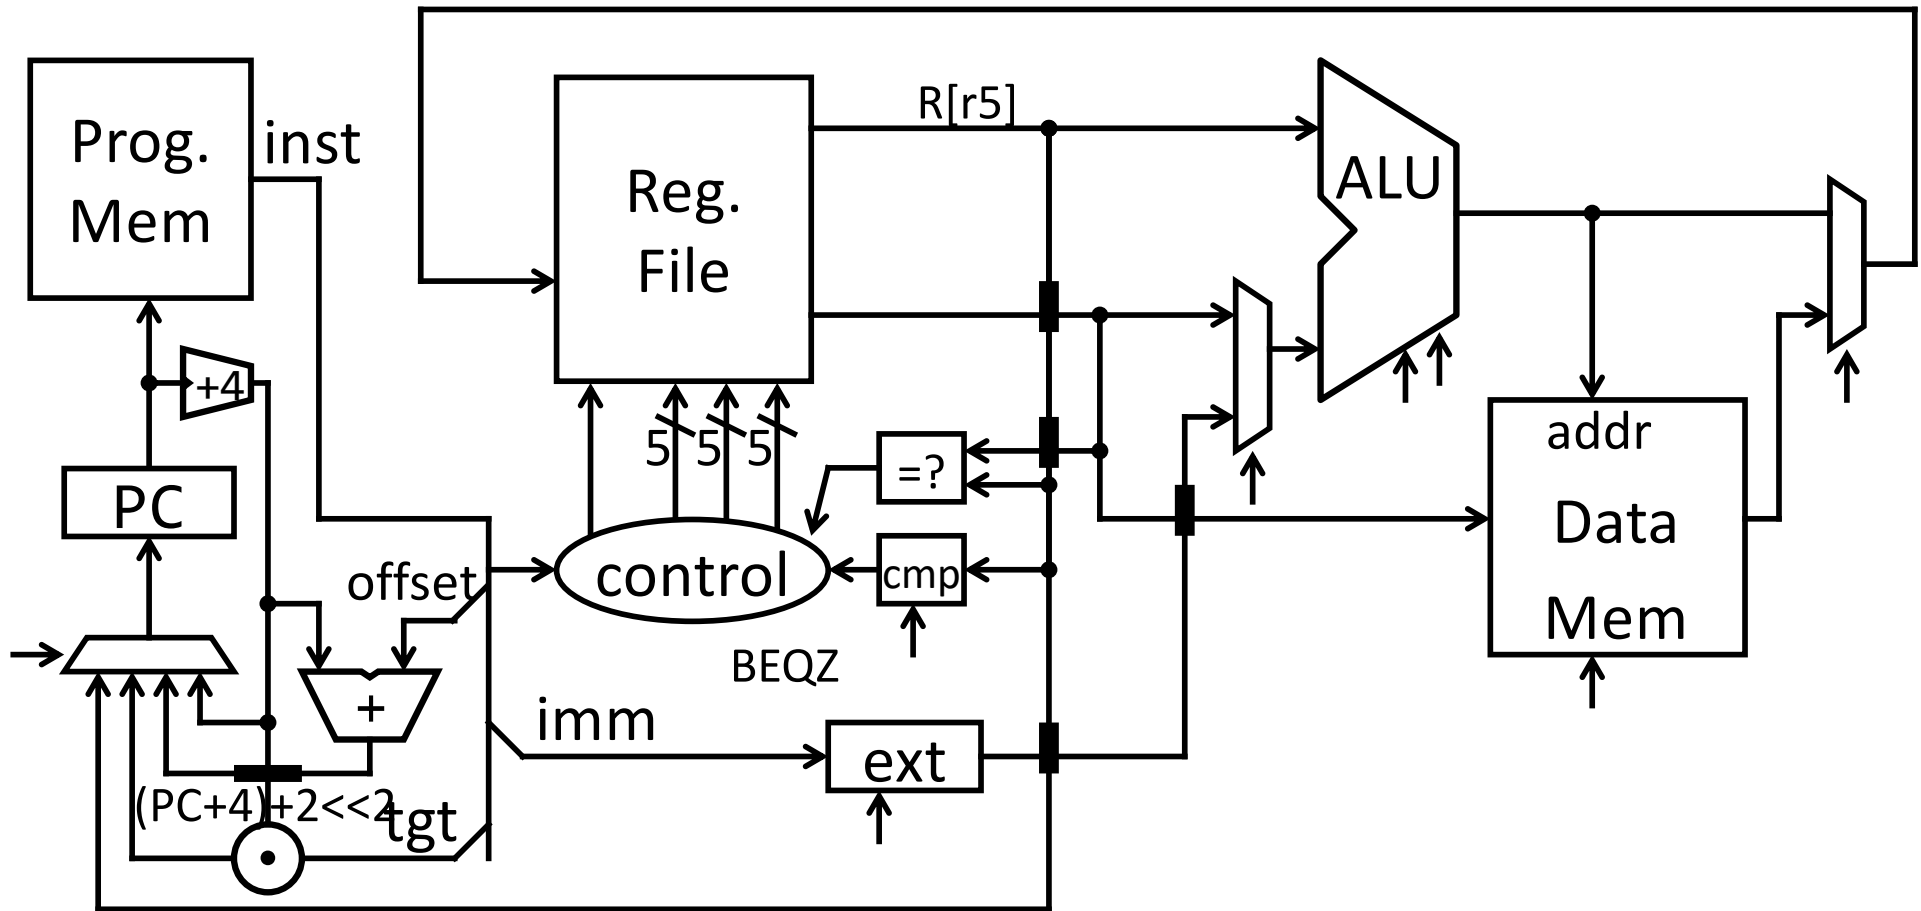 Prog.
Mem
inst
R[r5]
Reg.
File
ALU
+4
5
5
5
=?
addr
Data
Mem
PC
offset
control
cmp
BEQZ
+
imm
ext
(PC+4)+2<<2
tgt